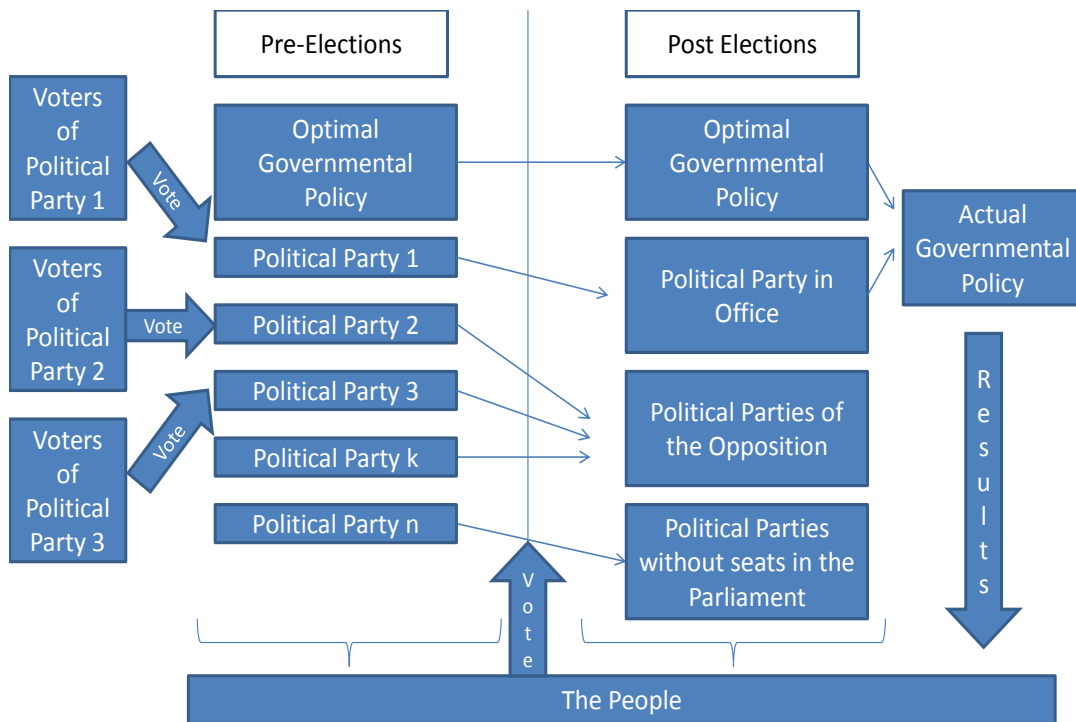 Pre-Elections
Post Elections
Voters
of
Political
Party 1
Vote
Optimal
Governmental
Policy
Optimal
Governmental
Policy
Actual
Governmental
Policy
Political Party 1
Political Party in
Office
Voters
of
Political
Party 2
Vote
Political Party 2
Political Party 3
Political Parties of
the Opposition
Voters
of
Political
Party 3
Vote
Political Party k
Political Party n
Political Parties
without seats in the
Parliament
Vote
Results
The People